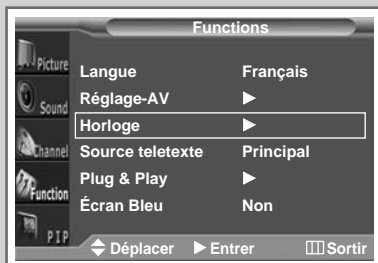 Functions
Picture
Sound
Channel
Function
PIP
Langue Français
Réglage-AV ▶
Horloge ▶
Source teletexte Principal
Plug & Play ▶
Écran Bleu Non
Déplacer ▶ Entrer Sortir